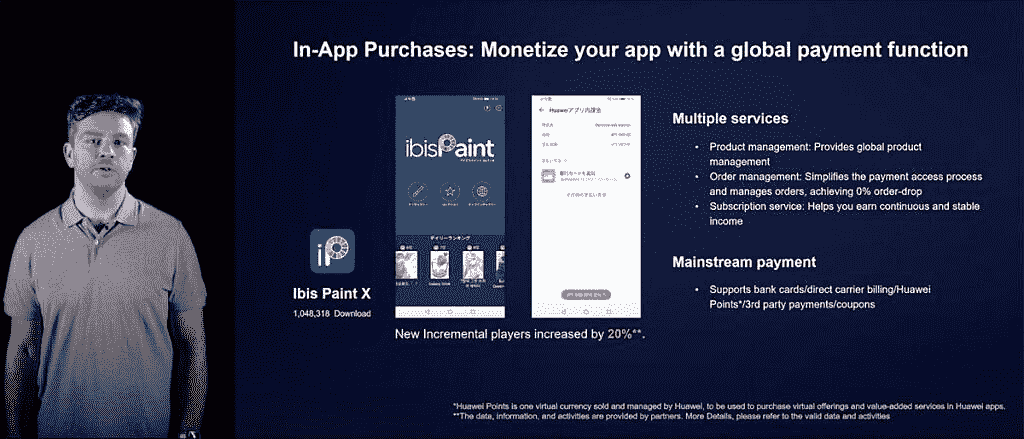 In-App Purchases: Monetize your app with a global payment function
ibisPaint
デイリーランキング
Huaweiアプリ内課金
iP
Ibis Paint X
1,048,318 Download
New Incremental players increased by 20%**.
Multiple services
• Product management: Provides global product
management
• Order management: Simplifies the payment access process
and manages orders, achieving 0% order-drop
• Subscription service: Helps you earn continuous and stable
income
Mainstream payment
• Supports bank cards/direct carrier billing/Huawei
Points*/3rd party payments/coupons
*Huawei Points is one virtual currency sold and managed by Huawei, to be used to purchase virtual offerings and value-added services in Huawei apps.
**The data, information, and activities are provided by partners. More Details, please refer to the valid data and activities